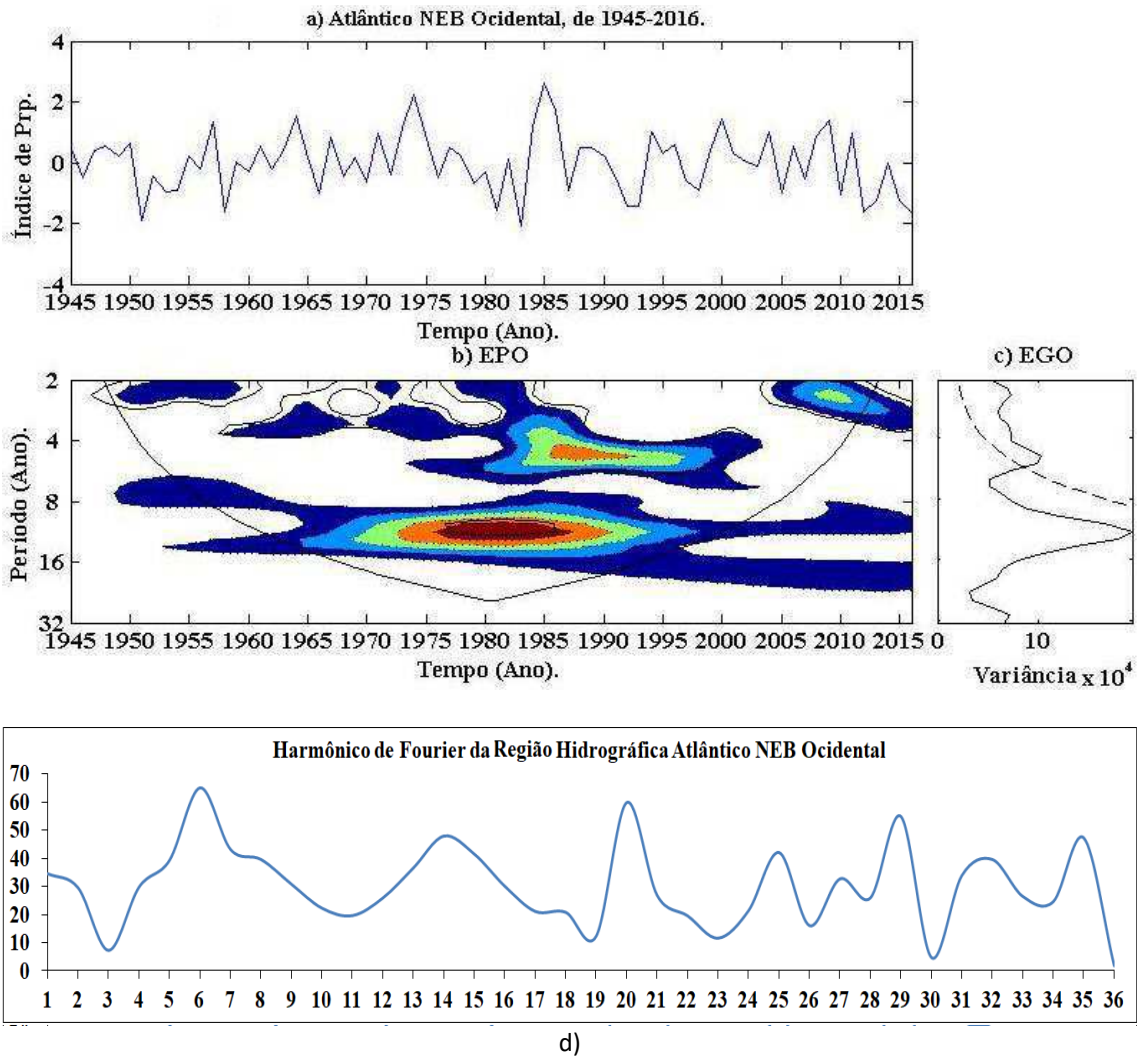 a) Atlântico NEB Ocidental, de 1945-2016.
Índice de Prp.
4
2
0
-2
-4
1945 1950 1955 1960 1965 1970 1975 1980 1985 1990 1995 2000 2005 2010 2015
Tempo (Ano).
b) EPO
c) EGO
Período (Ano).
2
4
8
16
32
1945 1950 1955 1960 1965 1970 1975 1980 1985 1990 1995 2000 2005 2010 2015
0 10
Tempo (Ano).
Variância x 10⁴
Harmônico de Fourier da Região Hidrográfica Atlântico NEB Ocidental
70
60
50
40
30
20
10
0
1 2 3 4 5 6 7 8 9 10 11 12 13 14 15 16 17 18 19 20 21 22 23 24 25 26 27 28 29 30 31 32 33 34 35 36
d)